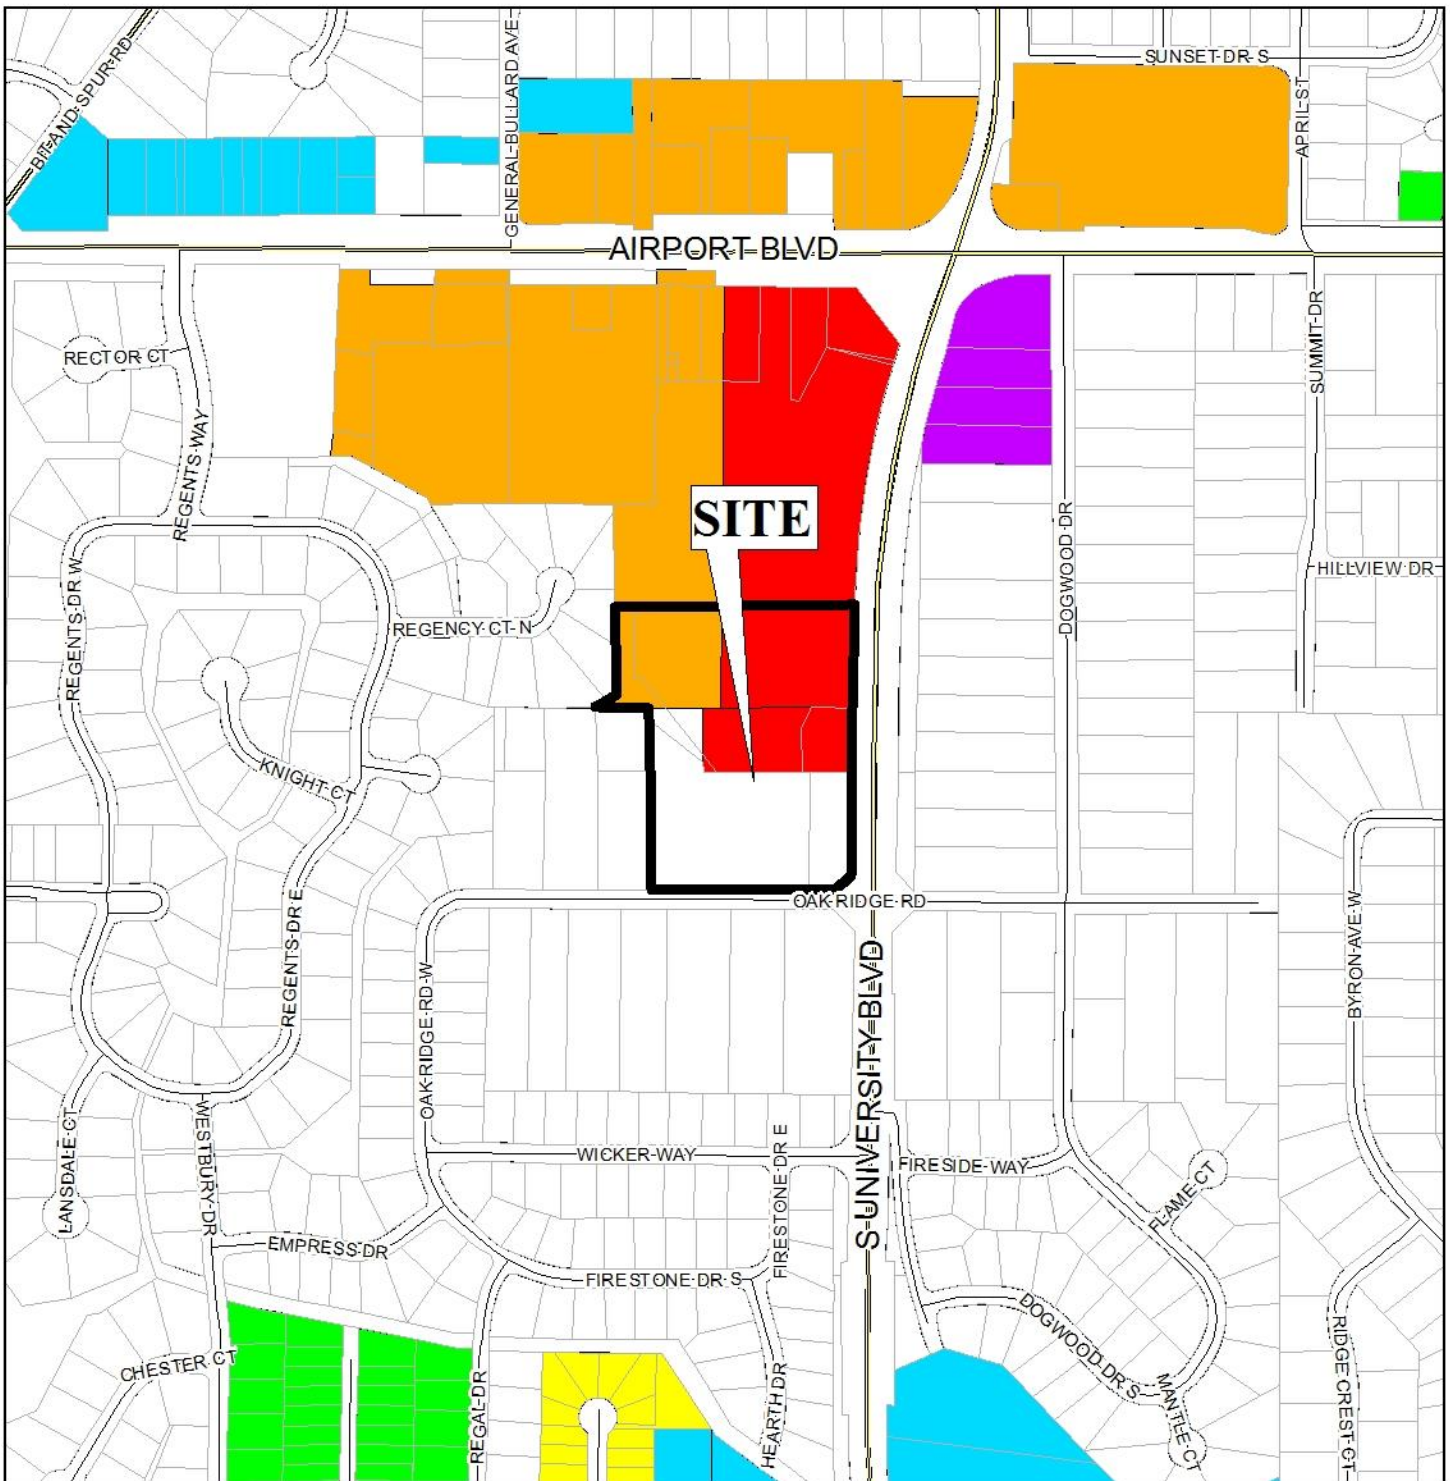 SUNSET DR S
BIT AND SPUR RD
GENERAL BULLARD AVE
APRIL ST
AIRPORT BLVD
RECTOR CT
SUMMIT DR
REGENTS WAY
SITE
DOGWOOD DR
HILLVIEW DR
REGENTS DR W
REGENCY CT N
KNIGHT CT
OAK RIDGE RD
REGENTS DR E
BYRON AVE W
OAK RIDGE RD W
S UNIVERSITY BLVD
LANSDALE CT
WESTBURY DR
WICKER WAY
FIRESTONE DR E
FIRESIDE WAY
FLAME CT
EMPRESS DR
FIRESTONE DR S
DOGWOOD DR S
CHESTER CT
REGAL DR
HEARTH DR
MANTLE CT
RIDGE CREST CT